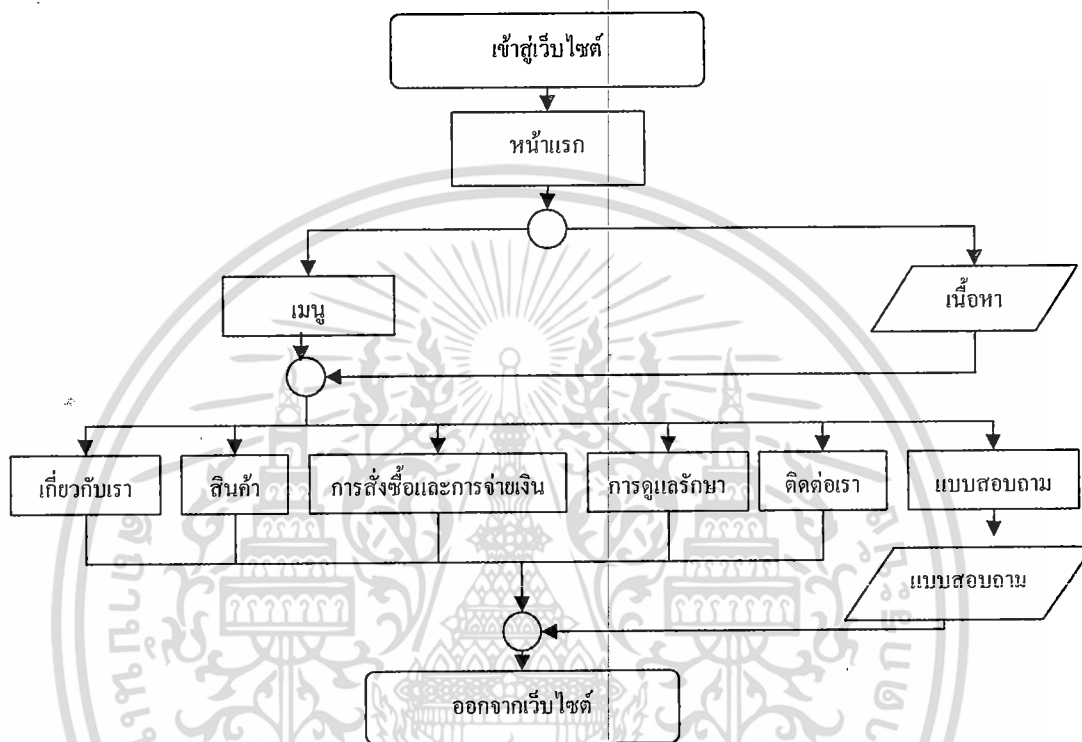 เข้าสู่เว็บไซต์
หน้าแรก
เมนู
เนื้อหา
เกี่ยวกับเรา
สินค้า
การสั่งซื้อและการจ่ายเงิน
การดูแลรักษา
ติดต่อเรา
แบบสอบถาม
แบบสอบถาม
ออกจากเว็บไซต์